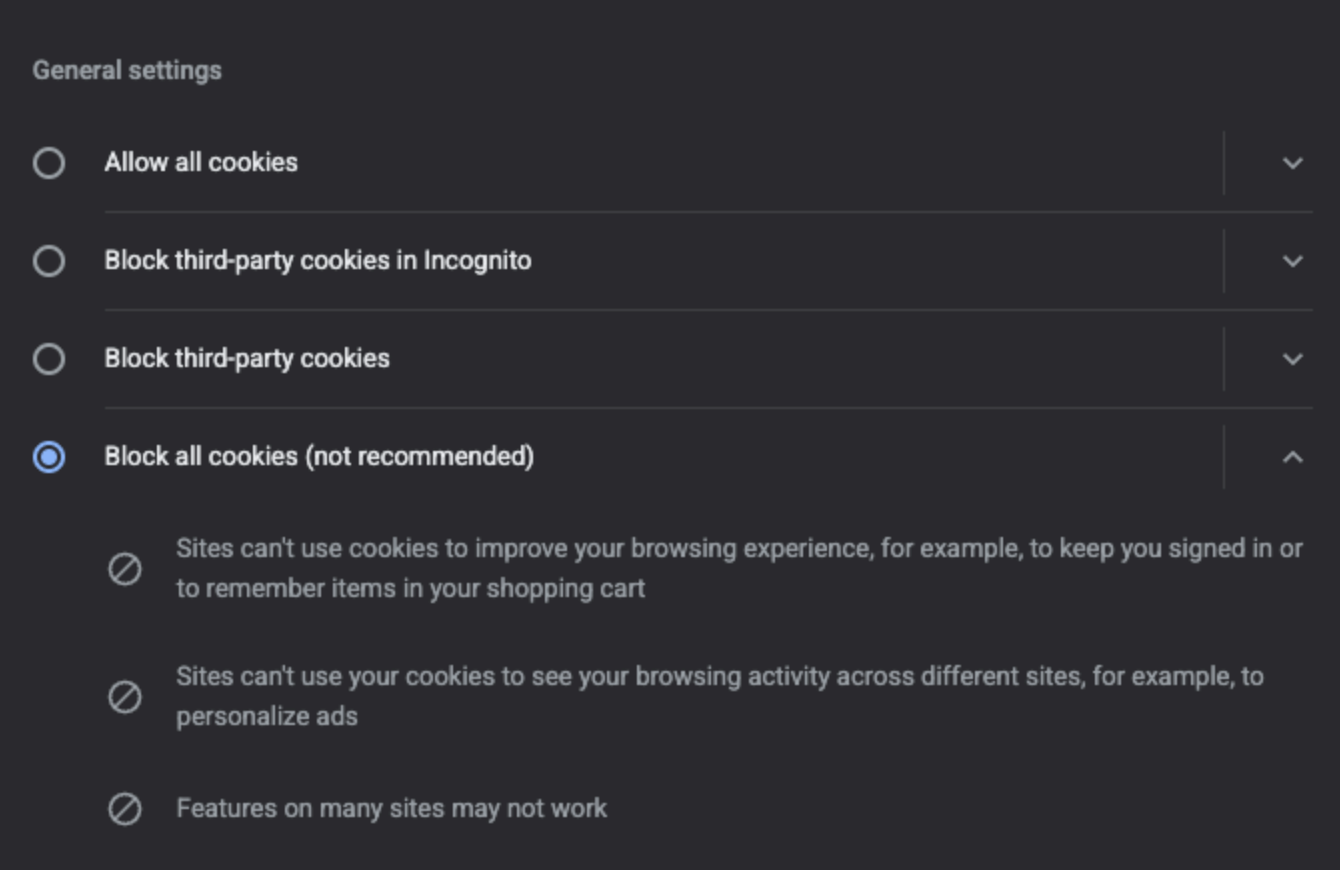 General settings
Allow all cookies
Block third-party cookies in Incognito
Block third-party cookies
Block all cookies (not recommended)
Sites can't use cookies to improve your browsing experience, for example, to keep you signed in or
to remember items in your shopping cart
Sites can't use your cookies to see your browsing activity across different sites, for example, to
personalize ads
Features on many sites may not work